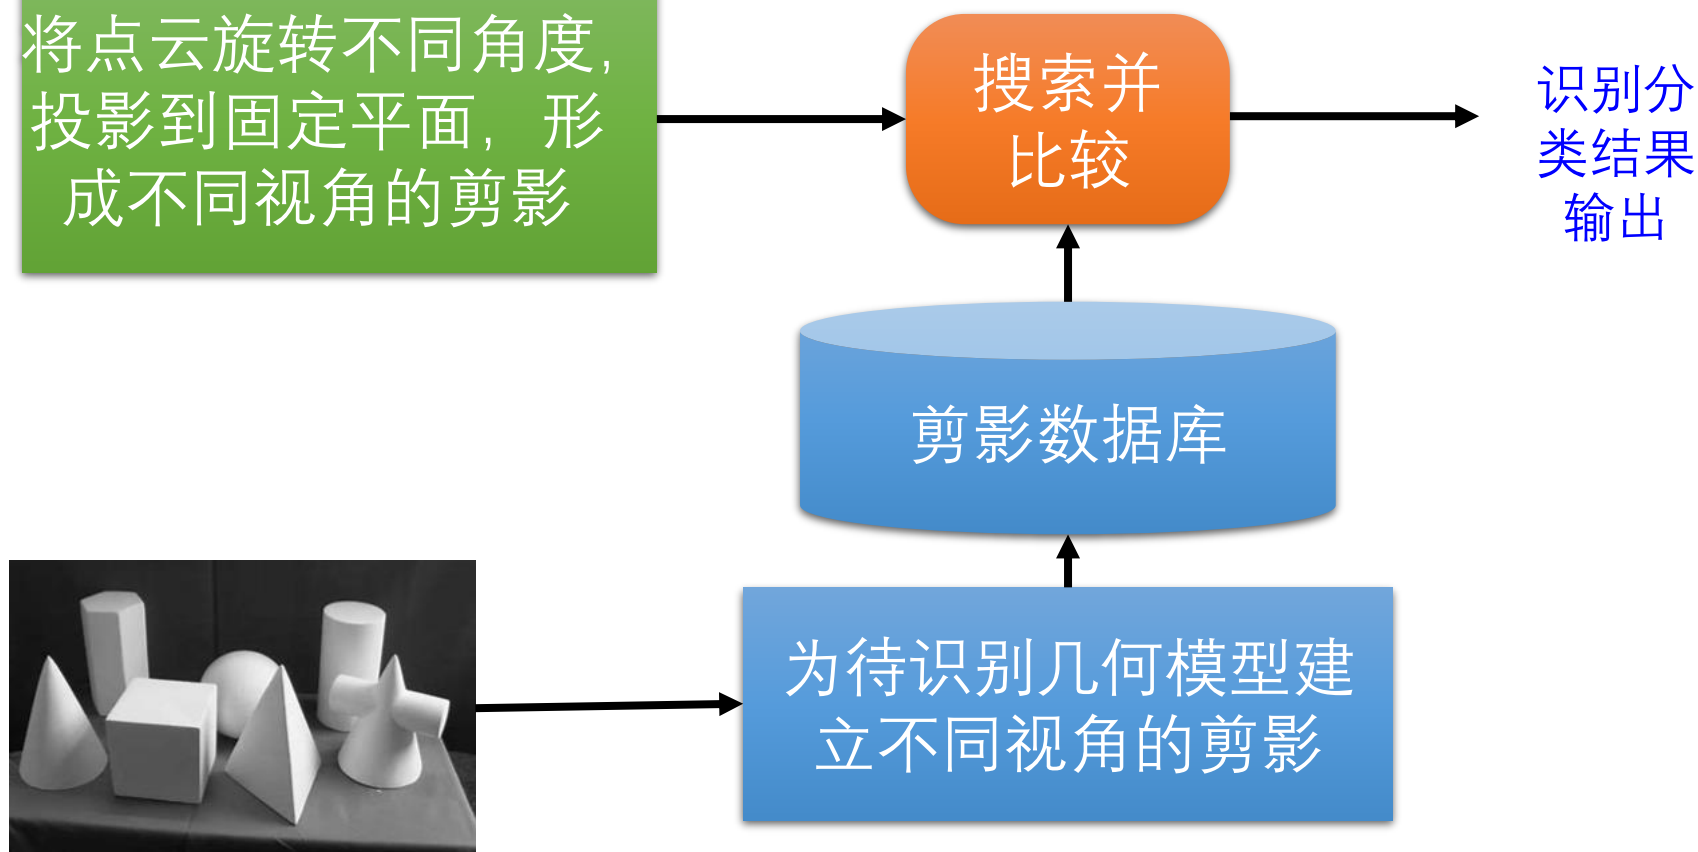 将点云旋转不同角度,
投影到固定平面, 形
成不同视角的剪影
搜索并
比较
识别分
类结果
输出
剪影数据库
为待识别几何模型建
立不同视角的剪影